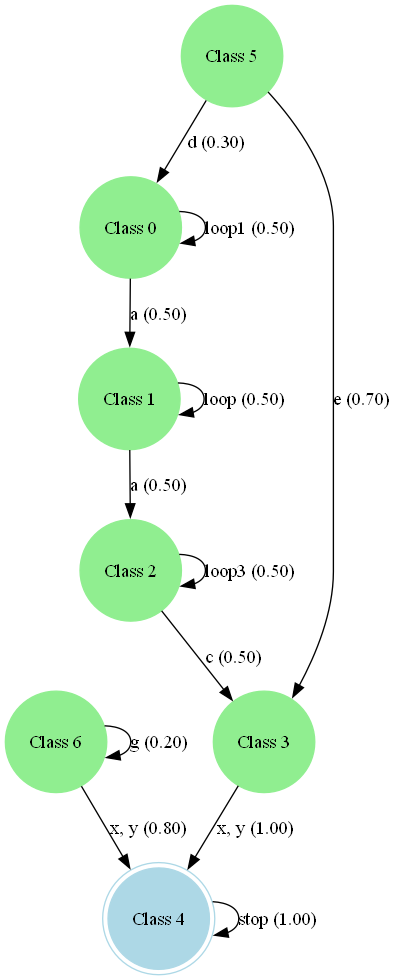 Class 5
d (0.30)
Class 0
loop1 (0.50)
a (0.50)
Class 1
loop (0.50)
e (0.70)
a (0.50)
Class 2
loop3 (0.50)
c (0.50)
Class 6
g (0.20)
Class 3
x, y (0.80)
x, y (1.00)
Class 4
stop (1.00)